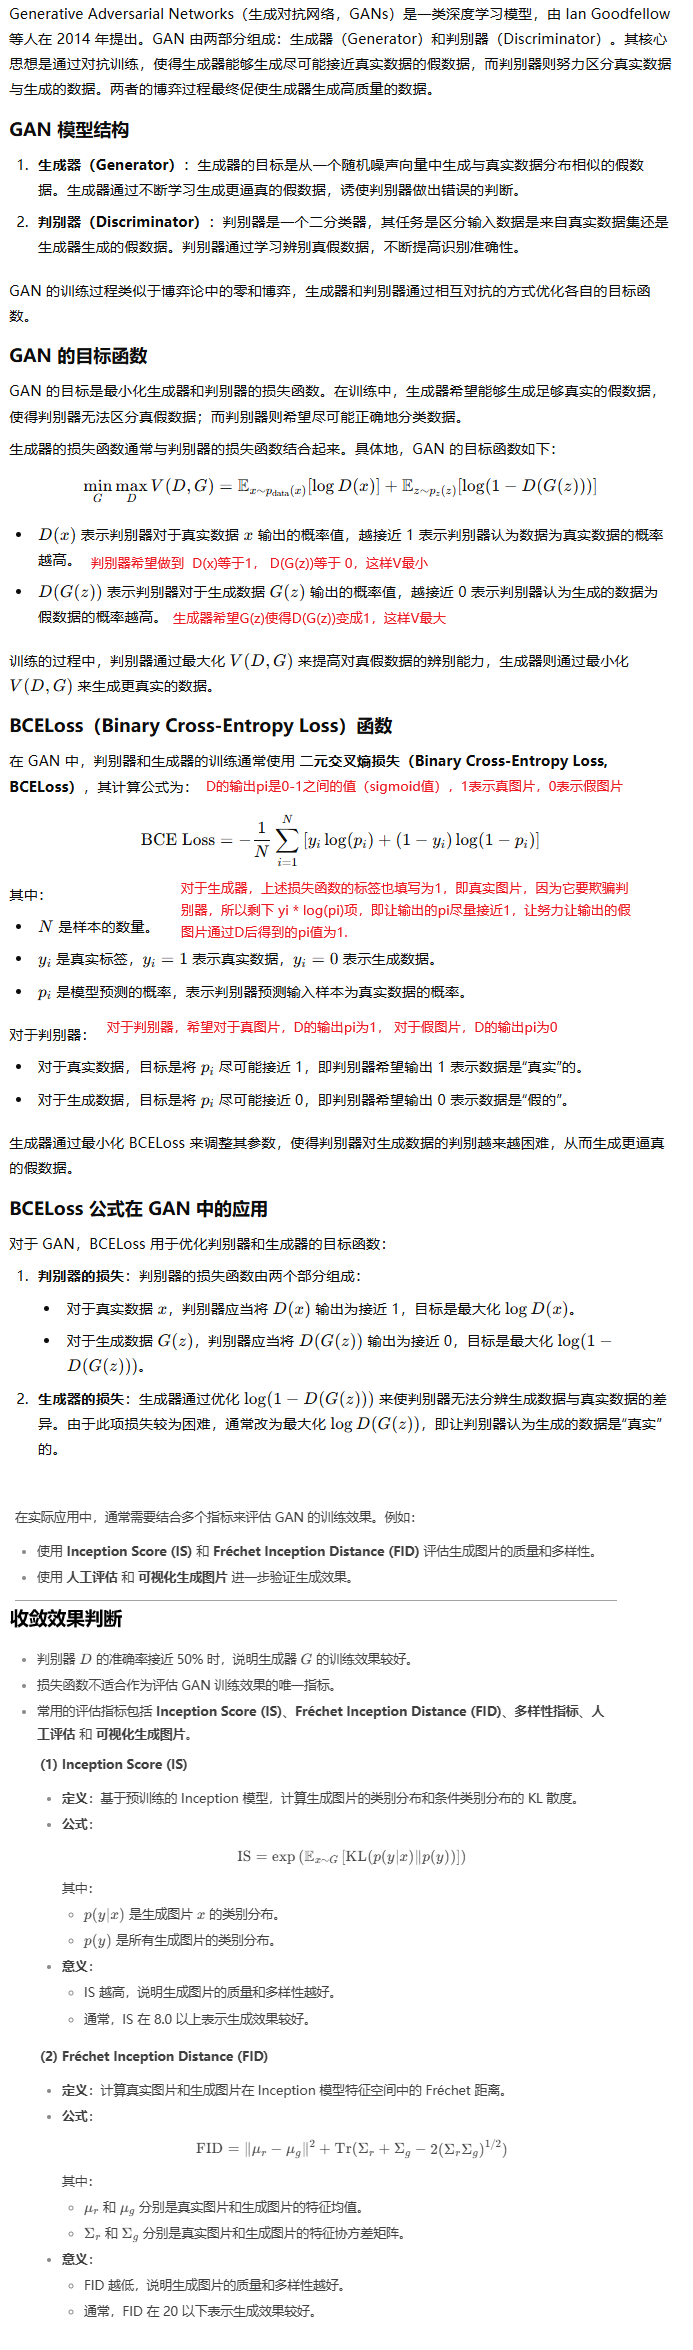 Generative Adversarial Networks（生成对抗网络，GANs）是一类深度学习模型，由 Ian Goodfellow
等人在 2014 年提出。GAN 由两部分组成：生成器（Generator）和判别器（Discriminator）。其核心
思想是通过对抗训练，使得生成器能够生成尽可能接近真实数据的假数据，而判别器则努力区分真实数据
与生成的数据。两者的博弈过程最终促使生成器生成高质量的数据。
GAN 模型结构
1. 生成器（Generator）：生成器的目标是从一个随机噪声向量中生成与真实数据分布相似的假数
据。生成器通过不断学习生成更逼真的假数据，诱使判别器做出错误的判断。
2. 判别器（Discriminator）：判别器是一个二分类器，其任务是区分输入数据是来自真实数据集还是
生成器生成的假数据。判别器通过学习辨别真假数据，不断提高识别准确性。
GAN 的训练过程类似于博弈论中的零和博弈，生成器和判别器通过相互对抗的方式优化各自的目标函
数。
GAN 的目标函数
GAN 的目标是最小化生成器和判别器的损失函数。在训练中，生成器希望能够生成足够真实的假数据，
使得判别器无法区分真假数据；而判别器则希望尽可能正确地分类数据。
生成器的损失函数通常与判别器的损失函数结合起来。具体地，GAN 的目标函数如下：
min_G max_D V(D, G) = 𝔼_{x∼p_data(x)}[log D(x)] + 𝔼_{z∼p_z(z)}[log(1 − D(G(z)))]
• D(x) 表示判别器对于真实数据 x 输出的概率值，越接近 1 表示判别器认为数据为真实数据的概率
越高。 判别器希望做到 D(x)等于1， D(G(z))等于 0，这样V最小
• D(G(z)) 表示判别器对于生成数据 G(z) 输出的概率值，越接近 0 表示判别器认为生成的数据为
假数据的概率越高。 生成器希望G(z)使得D(G(z))变成1，这样V最大
训练的过程中，判别器通过最大化 V(D, G) 来提高对真假数据的辨别能力，生成器则通过最小化
V(D, G) 来生成更真实的数据。
BCELoss（Binary Cross-Entropy Loss）函数
在 GAN 中，判别器和生成器的训练通常使用 二元交叉熵损失（Binary Cross-Entropy Loss,
BCELoss），其计算公式为： D的输出pi是0-1之间的值（sigmoid值），1表示真图片，0表示假图片
BCE Loss = −\frac{1}{N} \sum_{i=1}^{N} [y_i log(p_i) + (1 − y_i) log(1 − p_i)]
对于生成器，上述损失函数的标签也填写为1，即真实图片，因为它要欺骗判
其中：
别器，所以剩下 yi * log(pi)项，即让输出的pi尽量接近1，让努力让输出的假
• N 是样本的数量。
图片通过D后得到的pi值为1.
• y_i 是真实标签，y_i = 1 表示真实数据，y_i = 0 表示生成数据。
• p_i 是模型预测的概率，表示判别器预测输入样本为真实数据的概率。
对于判别器： 对于判别器，希望对于真图片，D的输出pi为1， 对于假图片，D的输出pi为0
• 对于真实数据，目标是将 p_i 尽可能接近 1，即判别器希望输出 1 表示数据是“真实”的。
• 对于生成数据，目标是将 p_i 尽可能接近 0，即判别器希望输出 0 表示数据是“假的”。
生成器通过最小化 BCELoss 来调整其参数，使得判别器对生成数据的判别越来越困难，从而生成更逼真
的假数据。
BCELoss 公式在 GAN 中的应用
对于 GAN，BCELoss 用于优化判别器和生成器的目标函数：
1. 判别器的损失：判别器的损失函数由两个部分组成：
• 对于真实数据 x，判别器应当将 D(x) 输出为接近 1，目标是最大化 log D(x)。
• 对于生成数据 G(z)，判别器应当将 D(G(z)) 输出为接近 0，目标是最大化 log(1 −
D(G(z)))。
2. 生成器的损失：生成器通过优化 log(1 − D(G(z))) 来使判别器无法分辨生成数据与真实数据的差
异。由于此项损失较为困难，通常改为最大化 log D(G(z))，即让判别器认为生成的数据是“真实”
的。
在实际应用中，通常需要结合多个指标来评估 GAN 的训练效果。例如：
• 使用 Inception Score (IS) 和 Fréchet Inception Distance (FID) 评估生成图片的质量和多样性。
• 使用 人工评估 和 可视化生成图片 进一步验证生成效果。
收敛效果判断
• 判别器 D 的准确率接近 50% 时，说明生成器 G 的训练效果较好。
• 损失函数不适合作为评估 GAN 训练效果的唯一指标。
• 常用的评估指标包括 Inception Score (IS)、Fréchet Inception Distance (FID)、多样性指标、人
工评估 和 可视化生成图片。
(1) Inception Score (IS)
• 定义：基于预训练的 Inception 模型，计算生成图片的类别分布和条件类别分布的 KL 散度。
• 公式：
IS = exp (𝔼_{x∼G} [KL(p(y|x)∥p(y))])
其中：
◦ p(y|x) 是生成图片 x 的类别分布。
◦ p(y) 是所有生成图片的类别分布。
• 意义：
◦ IS 越高，说明生成图片的质量和多样性越好。
◦ 通常，IS 在 8.0 以上表示生成效果较好。
(2) Fréchet Inception Distance (FID)
• 定义：计算真实图片和生成图片在 Inception 模型特征空间中的 Fréchet 距离。
• 公式：
FID = ∥μ_r − μ_g∥² + Tr(Σ_r + Σ_g − 2(Σ_rΣ_g)^{1/2})
其中：
◦ μ_r 和 μ_g 分别是真实图片和生成图片的特征均值。
◦ Σ_r 和 Σ_g 分别是真实图片和生成图片的特征协方差矩阵。
• 意义：
◦ FID 越低，说明生成图片的质量和多样性越好。
◦ 通常，FID 在 20 以下表示生成效果较好。